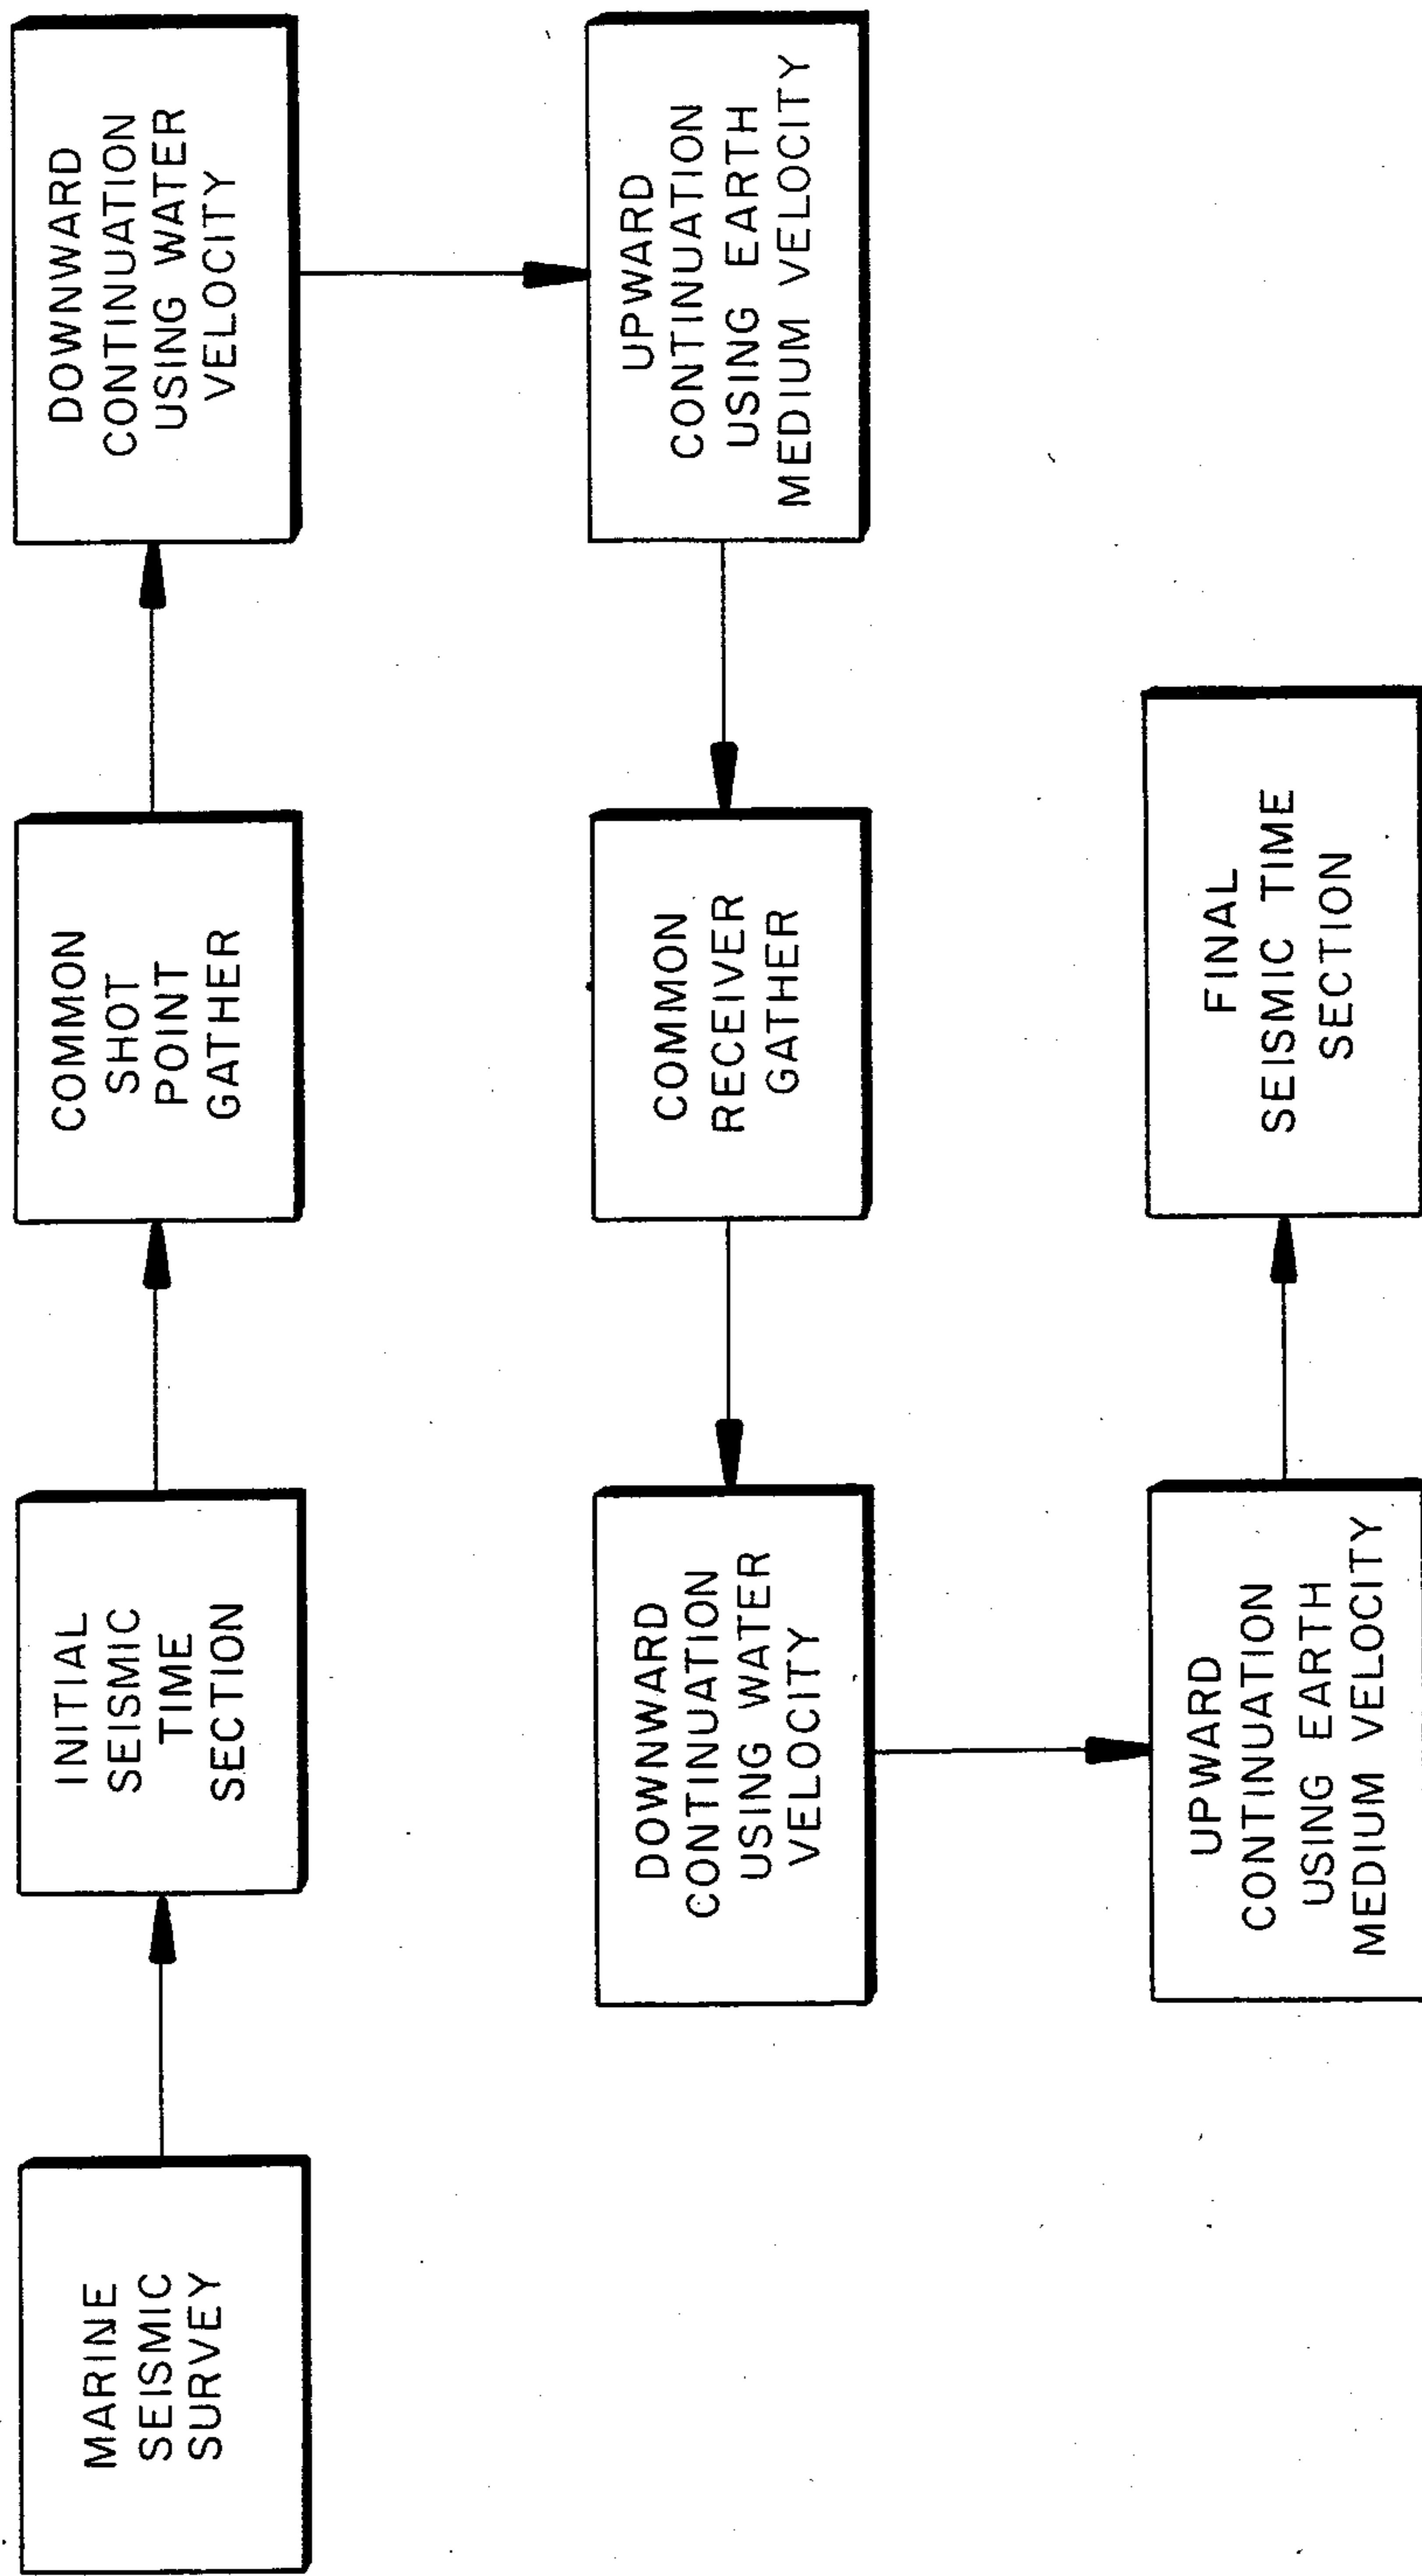 MARINE
SEISMIC
SURVEY
INITIAL
SEISMIC
TIME
SECTION
COMMON
SHOT
POINT
GATHER
DOWNWARD
CONTINUATION
USING WATER
VELOCITY
UPWARD
CONTINUATION
USING EARTH
MEDIUM VELOCITY
COMMON
RECEIVER
GATHER
DOWNWARD
CONTINUATION
USING WATER
VELOCITY
UPWARD
CONTINUATION
USING EARTH
MEDIUM VELOCITY
FINAL
SEISMIC TIME
SECTION